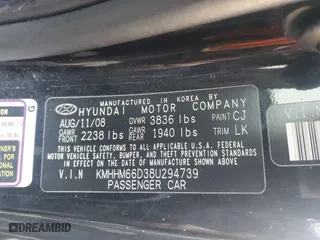 MANUFACTURED IN KOREA BY
HYUNDAI MOTOR COMPANY
AUG/11/08 GVWR 3836 lbs PAINT CJ
GAWR FRONT 2238 lbs GAWR REAR 1940 lbs TRIM LK
THIS VEHICLE CONFORMS TO ALL APPLICABLE U.S.A. FEDERAL
MOTOR VEHICLE SAFETY, BUMPER, AND THEFT PREVENTION
STANDARDS IN EFFECT ON THE DATE OF MANUFACTURE SHOWN ABOVE.
V.I.N KMHHM66D38U294739
PASSENGER CAR
G